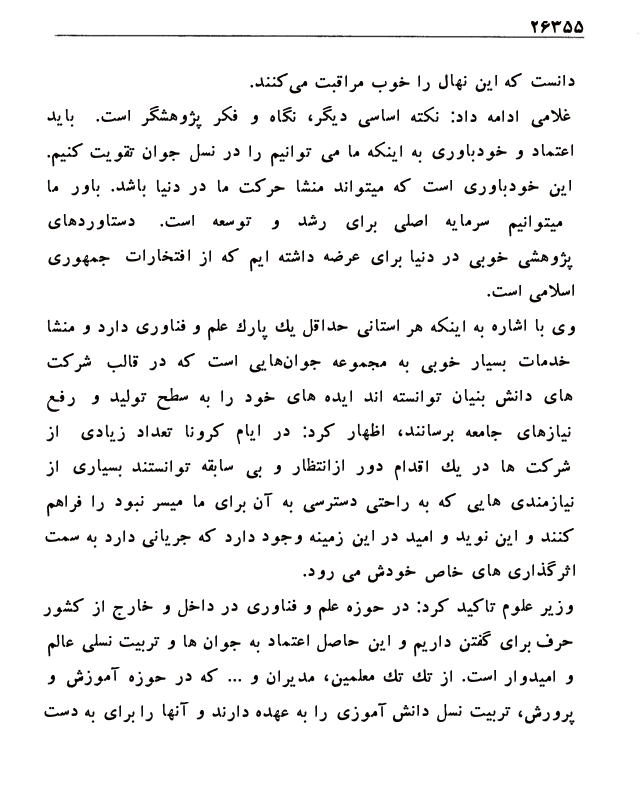 ۲۶۳۵۵
دانست که این نهال را خوب مراقبت می‌کنند.
غلامی ادامه داد: نکته اساسی دیگر، نگاه و فکر پژوهشگر است. باید
اعتماد و خودباوری به اینکه ما می توانیم را در نسل جوان تقویت کنیم.
این خودباوری است که میتواند منشا حرکت ما در دنیا باشد. باور ما
میتوانیم سرمایه اصلی برای رشد و توسعه است. دستاوردهای
پژوهشی خوبی در دنیا برای عرضه داشته ایم که از افتخارات جمهوری
اسلامی است.
وی با اشاره به اینکه هر استانی حداقل یك پارك علم و فناوری دارد و منشا
خدمات بسیار خوبی به مجموعه جوان‌هایی است که در قالب شرکت
های دانش بنیان توانسته اند ایده های خود را به سطح تولید و رفع
نیازهای جامعه برسانند، اظهار کرد: در ایام کرونا تعداد زیادی از
شرکت ها در یك اقدام دور ازانتظار و بی سابقه توانستند بسیاری از
نیازمندی هایی که به راحتی دسترسی به آن برای ما میسر نبود را فراهم
کنند و این نوید و امید در این زمینه وجود دارد که جریانی دارد به سمت
اثرگذاری های خاص خودش می رود.
وزیر علوم تاکید کرد: در حوزه علم و فناوری در داخل و خارج از کشور
حرف برای گفتن داریم و این حاصل اعتماد به جوان ها و تربیت نسلی عالم
و امیدوار است. از تك تك معلمین، مدیران و ... که در حوزه آموزش و
پرورش، تربیت نسل دانش آموزی را به عهده دارند و آنها را برای به دست